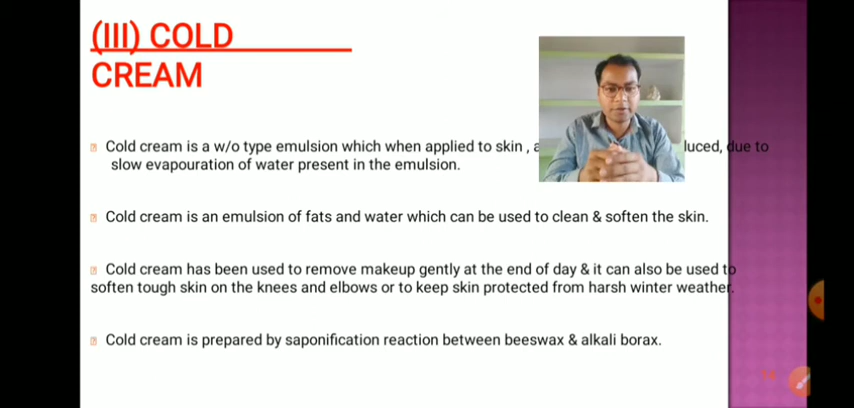 (III) COLD
CREAM
Cold cream is a w/o type emulsion which when applied to skin , luced, due to
slow evapouration of water present in the emulsion.
Cold cream is an emulsion of fats and water which can be used to clean & soften the skin.
Cold cream has been used to remove makeup gently at the end of day & it can also be used to
soften tough skin on the knees and elbows or to keep skin protected from harsh winter weather.
Cold cream is prepared by saponification reaction between beeswax & alkali borax.